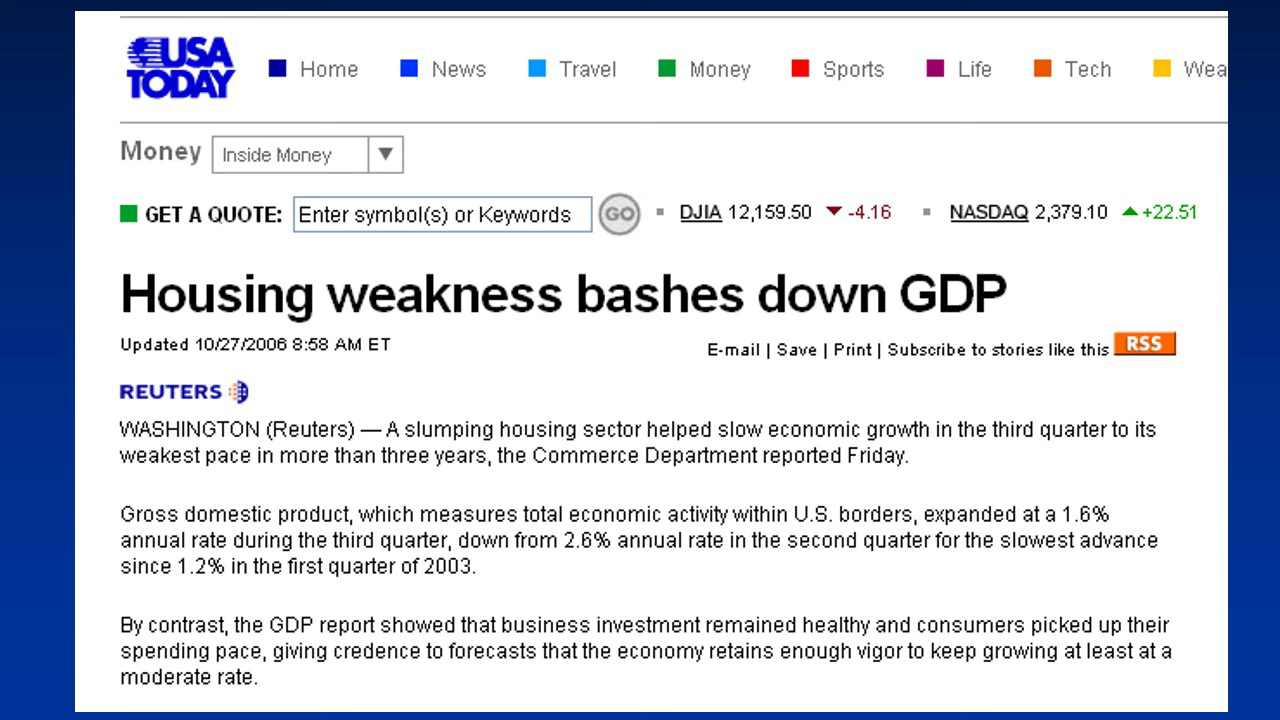 USA TODAY
Home News Travel Money Sports Life Tech Wea
Money Inside Money
GET A QUOTE: Enter symbol(s) or Keywords GO DJIA 12,159.50 -4.16 NASDAQ 2,379.10 +22.51
Housing weakness bashes down GDP
Updated 10/27/2006 8:58 AM ET
E-mail | Save | Print | Subscribe to stories like this RSS
REUTERS
WASHINGTON (Reuters) — A slumping housing sector helped slow economic growth in the third quarter to its
weakest pace in more than three years, the Commerce Department reported Friday.
Gross domestic product, which measures total economic activity within U.S. borders, expanded at a 1.6%
annual rate during the third quarter, down from 2.6% annual rate in the second quarter for the slowest advance
since 1.2% in the first quarter of 2003.
By contrast, the GDP report showed that business investment remained healthy and consumers picked up their
spending pace, giving credence to forecasts that the economy retains enough vigor to keep growing at least at a
moderate rate.